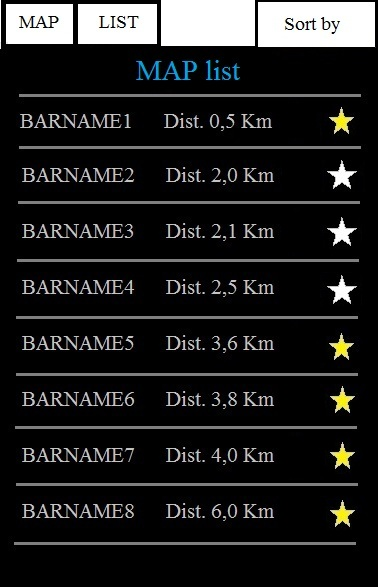 MAP LIST Sort by
MAP list
BARNAME1 Dist. 0,5 Km
BARNAME2 Dist. 2,0 Km
BARNAME3 Dist. 2,1 Km
BARNAME4 Dist. 2,5 Km
BARNAME5 Dist. 3,6 Km
BARNAME6 Dist. 3,8 Km
BARNAME7 Dist. 4,0 Km
BARNAME8 Dist. 6,0 Km